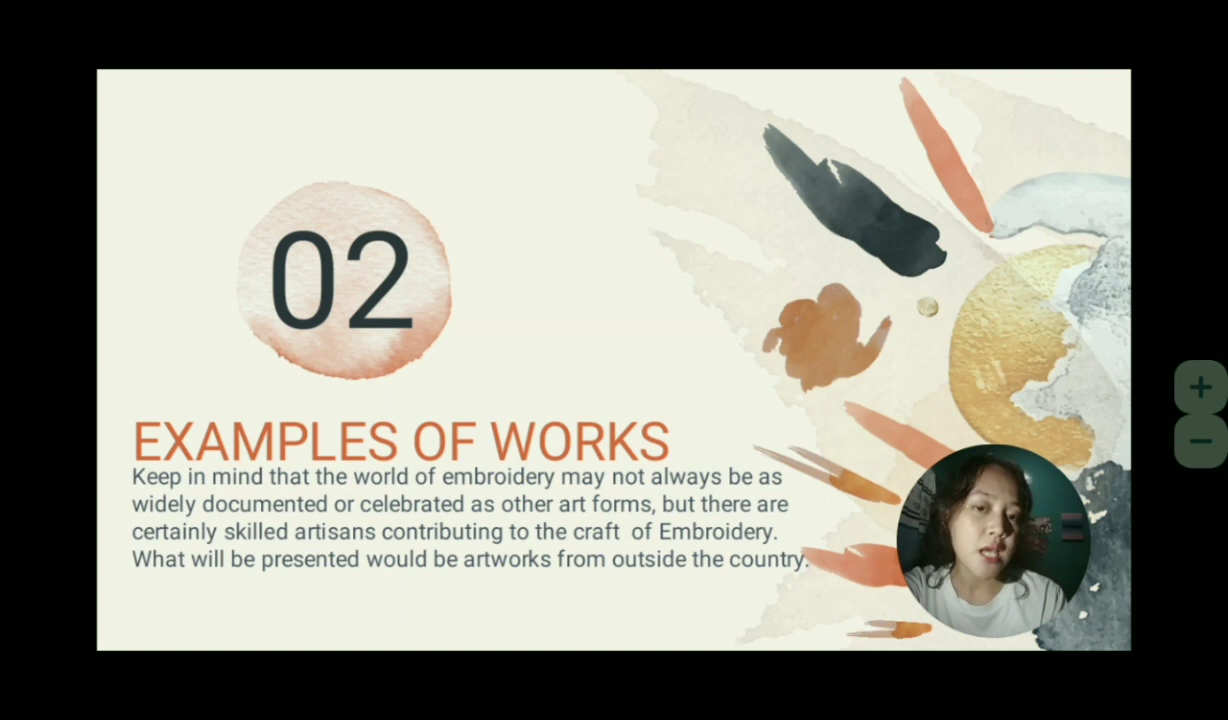 02
EXAMPLES OF WORKS
Keep in mind that the world of embroidery may not always be as
widely documented or celebrated as other art forms, but there are
certainly skilled artisans contributing to the craft of Embroidery.
What will be presented would be artworks from outside the country.
+
−